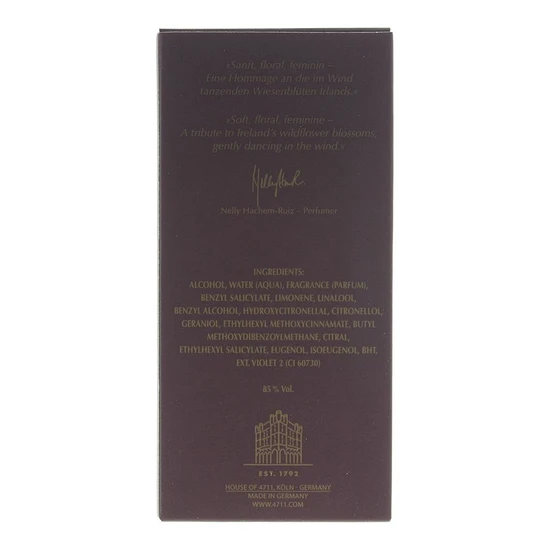 »Sanft, floral, feminin –
Eine Hommage an die im Wind
tanzenden Wiesenblüten Irlands.«
»Soft, floral, feminine –
A tribute to Ireland's wildflower blossoms,
gently dancing in the wind.«
Nelly Hachem-Ruiz – Perfumer
INGREDIENTS:
ALCOHOL, WATER (AQUA), FRAGRANCE (PARFUM),
BENZYL SALICYLATE, LIMONENE, LINALOOL,
BENZYL ALCOHOL, HYDROXYCITRONELLAL, CITRONELLOL,
GERANIOL, ETHYLHEXYL METHOXYCINNAMATE, BUTYL
METHOXYDIBENZOYLMETHANE, CITRAL,
ETHYLHEXYL SALICYLATE, EUGENOL, ISOEUGENOL, BHT,
EXT. VIOLET 2 (CI 60730)
85 % Vol.
EST. 1792
HOUSE OF 4711, KÖLN · GERMANY
MADE IN GERMANY
WWW.4711.COM